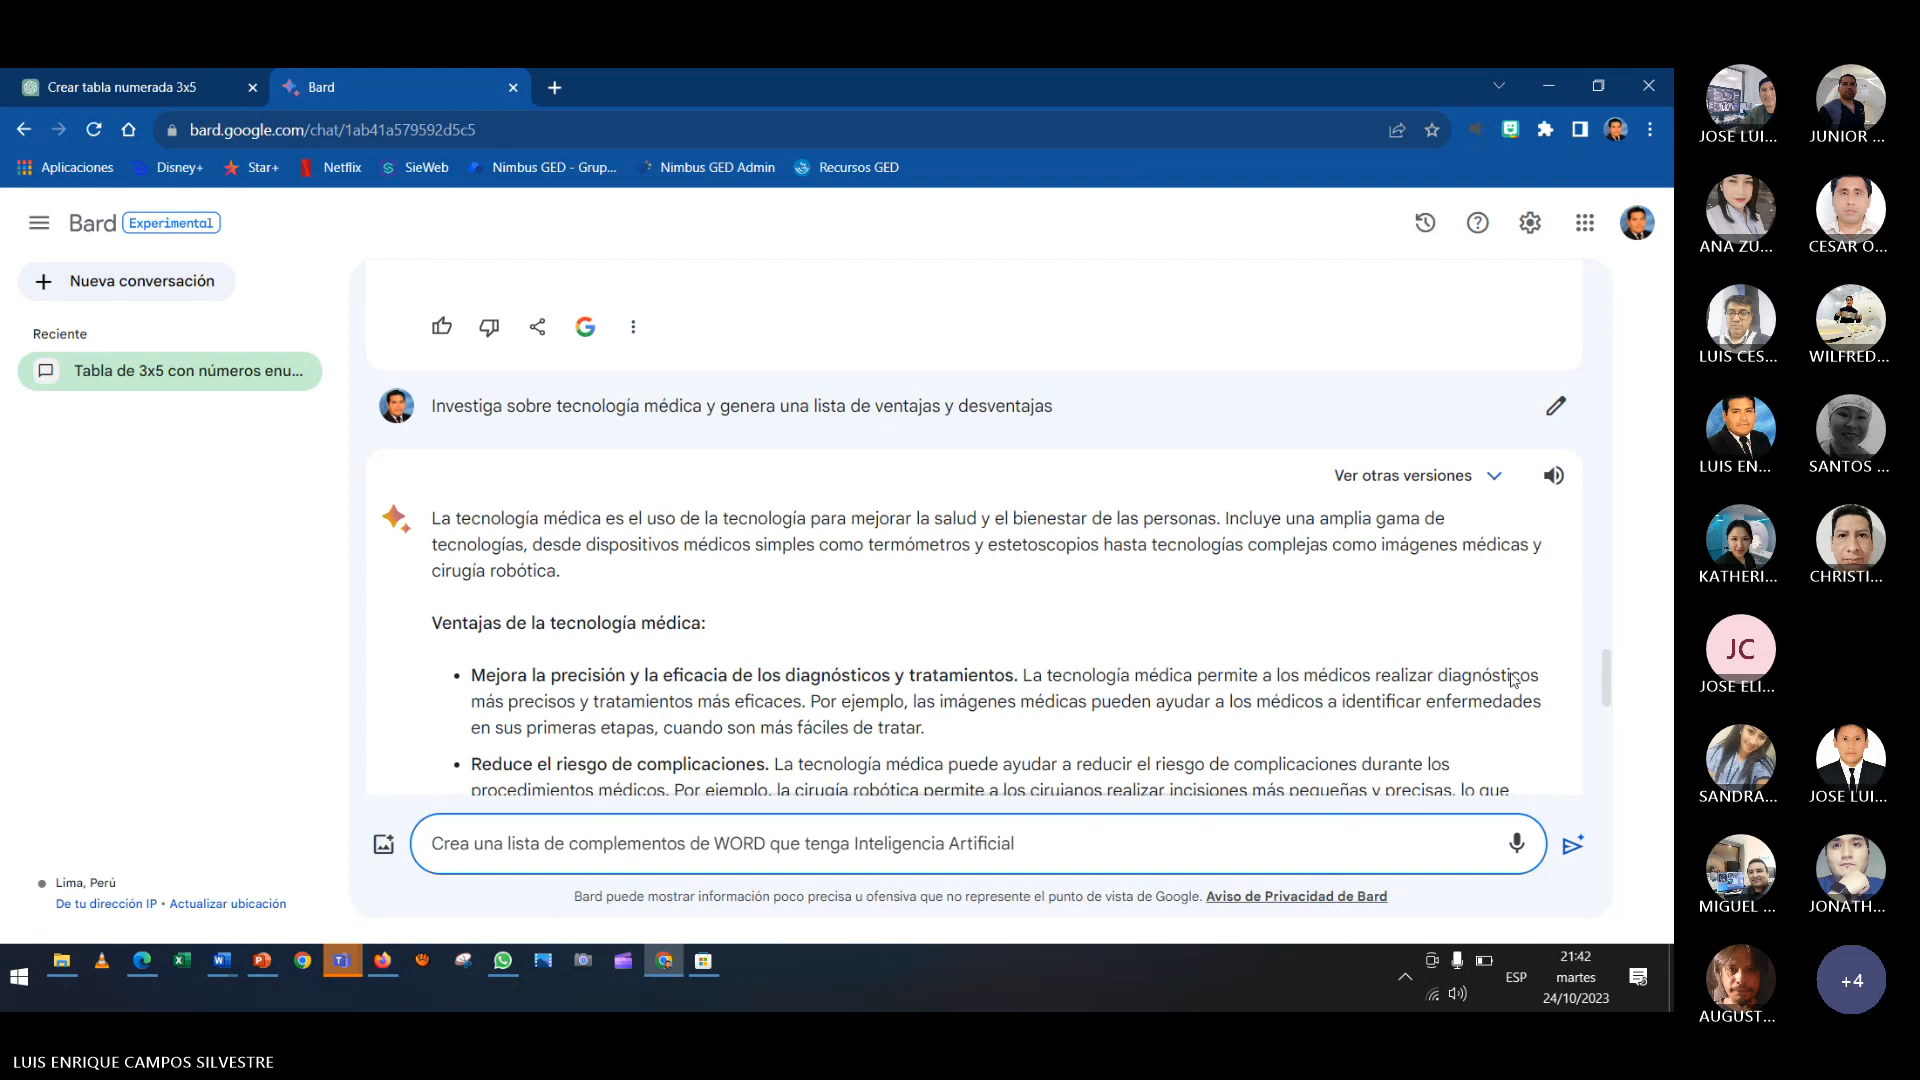 Crear tabla numerada 3x5
Bard
bard.google.com/chat/1ab41a579592d5c5
Aplicaciones
Disney+
Star+
Netflix
SieWeb
Nimbus GED - Grup...
Nimbus GED Admin
Recursos GED
Bard Experimental
Nueva conversación
Reciente
Tabla de 3x5 con números enu...
Investiga sobre tecnología médica y genera una lista de ventajas y desventajas
Ver otras versiones
La tecnología médica es el uso de la tecnología para mejorar la salud y el bienestar de las personas. Incluye una amplia gama de
tecnologías, desde dispositivos médicos simples como termómetros y estetoscopios hasta tecnologías complejas como imágenes médicas y
cirugía robótica.
Ventajas de la tecnología médica:
• Mejora la precisión y la eficacia de los diagnósticos y tratamientos. La tecnología médica permite a los médicos realizar diagnósticos
más precisos y tratamientos más eficaces. Por ejemplo, las imágenes médicas pueden ayudar a los médicos a identificar enfermedades
en sus primeras etapas, cuando son más fáciles de tratar.
• Reduce el riesgo de complicaciones. La tecnología médica puede ayudar a reducir el riesgo de complicaciones durante los
procedimientos médicos. Por ejemplo, la cirugía robótica permite a los cirujanos realizar incisiones más pequeñas y precisas, lo que
Crea una lista de complementos de WORD que tenga Inteligencia Artificial
Bard puede mostrar información poco precisa u ofensiva que no represente el punto de vista de Google. Aviso de Privacidad de Bard
Lima, Perú
De tu dirección IP • Actualizar ubicación
ESP
21:42
martes
24/10/2023
JOSE LUI...
JUNIOR ...
ANA ZU...
CESAR O...
LUIS CES...
WILFRED...
LUIS EN...
SANTOS ...
KATHERI...
CHRISTI...
JC
JOSE ELI...
SANDRA...
JOSE LUI...
MIGUEL ...
JONATH...
AUGUST...
+4
LUIS ENRIQUE CAMPOS SILVESTRE